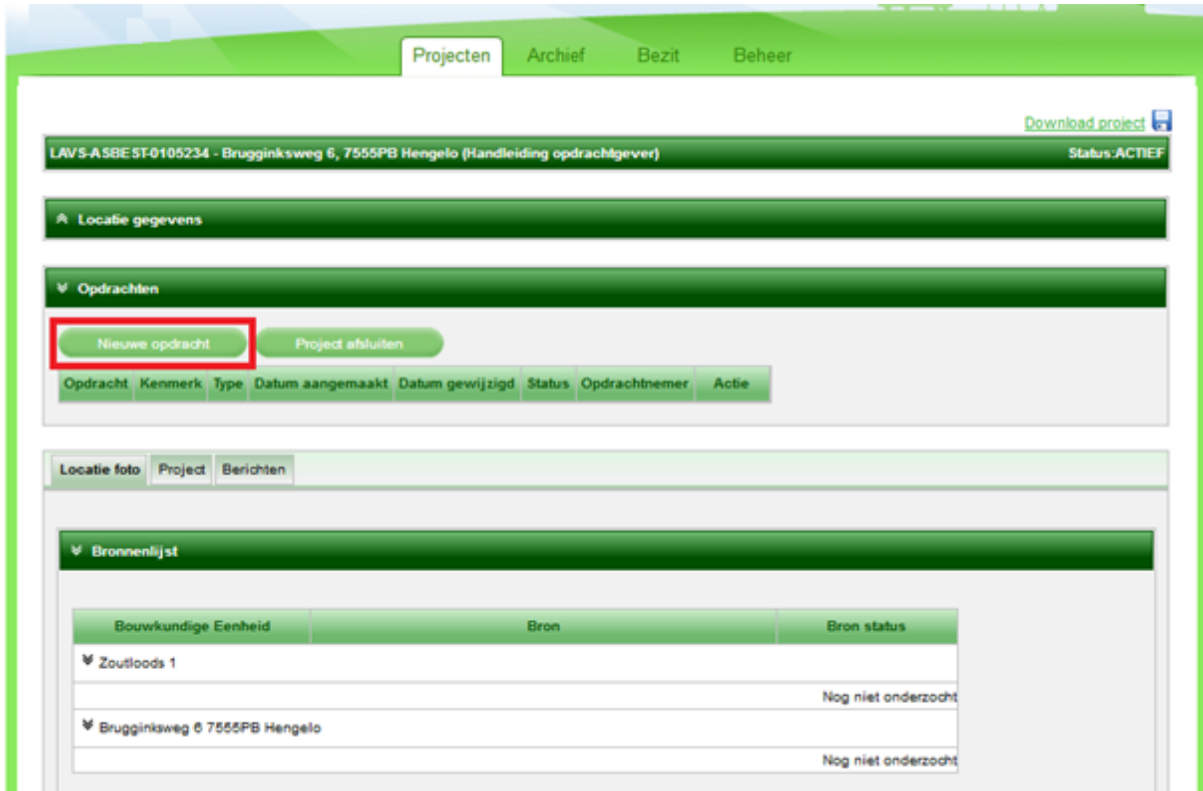 Projecten Archief Bezit Beheer
Download project
LAVS-ASBEST-0105234 - Brugginksweg 6, 7555PB Hengelo (Handleiding opdrachtgever) Status:ACTIEF
Locatie gegevens
Opdrachten
Nieuwe opdracht Project afsluiten
Opdracht Kenmerk Type Datum aangemaakt Datum gewijzigd Status Opdrachtnemer Actie
Locatie foto Project Berichten
Bronnenlijst
Bouwkundige Eenheid Bron Bron status
Zoutloods 1
Nog niet onderzocht
Brugginksweg 6 7555PB Hengelo
Nog niet onderzocht